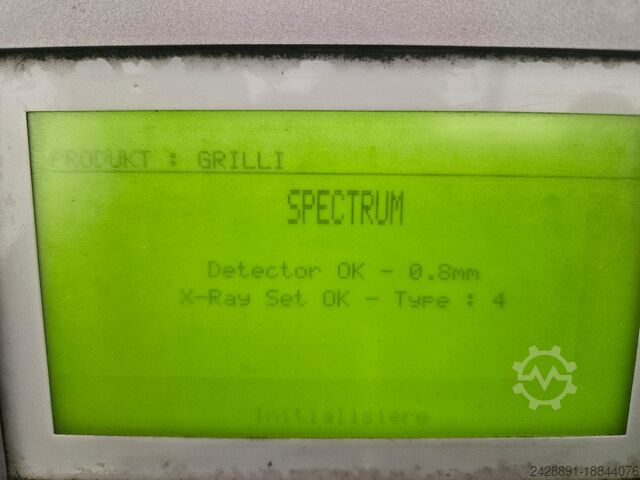 PRODUKT : GRILLI
SPECTRUM
Detector OK - 0.8mm
X-Ray Set OK - Type : 4
Initialisiere
2428891-18844076